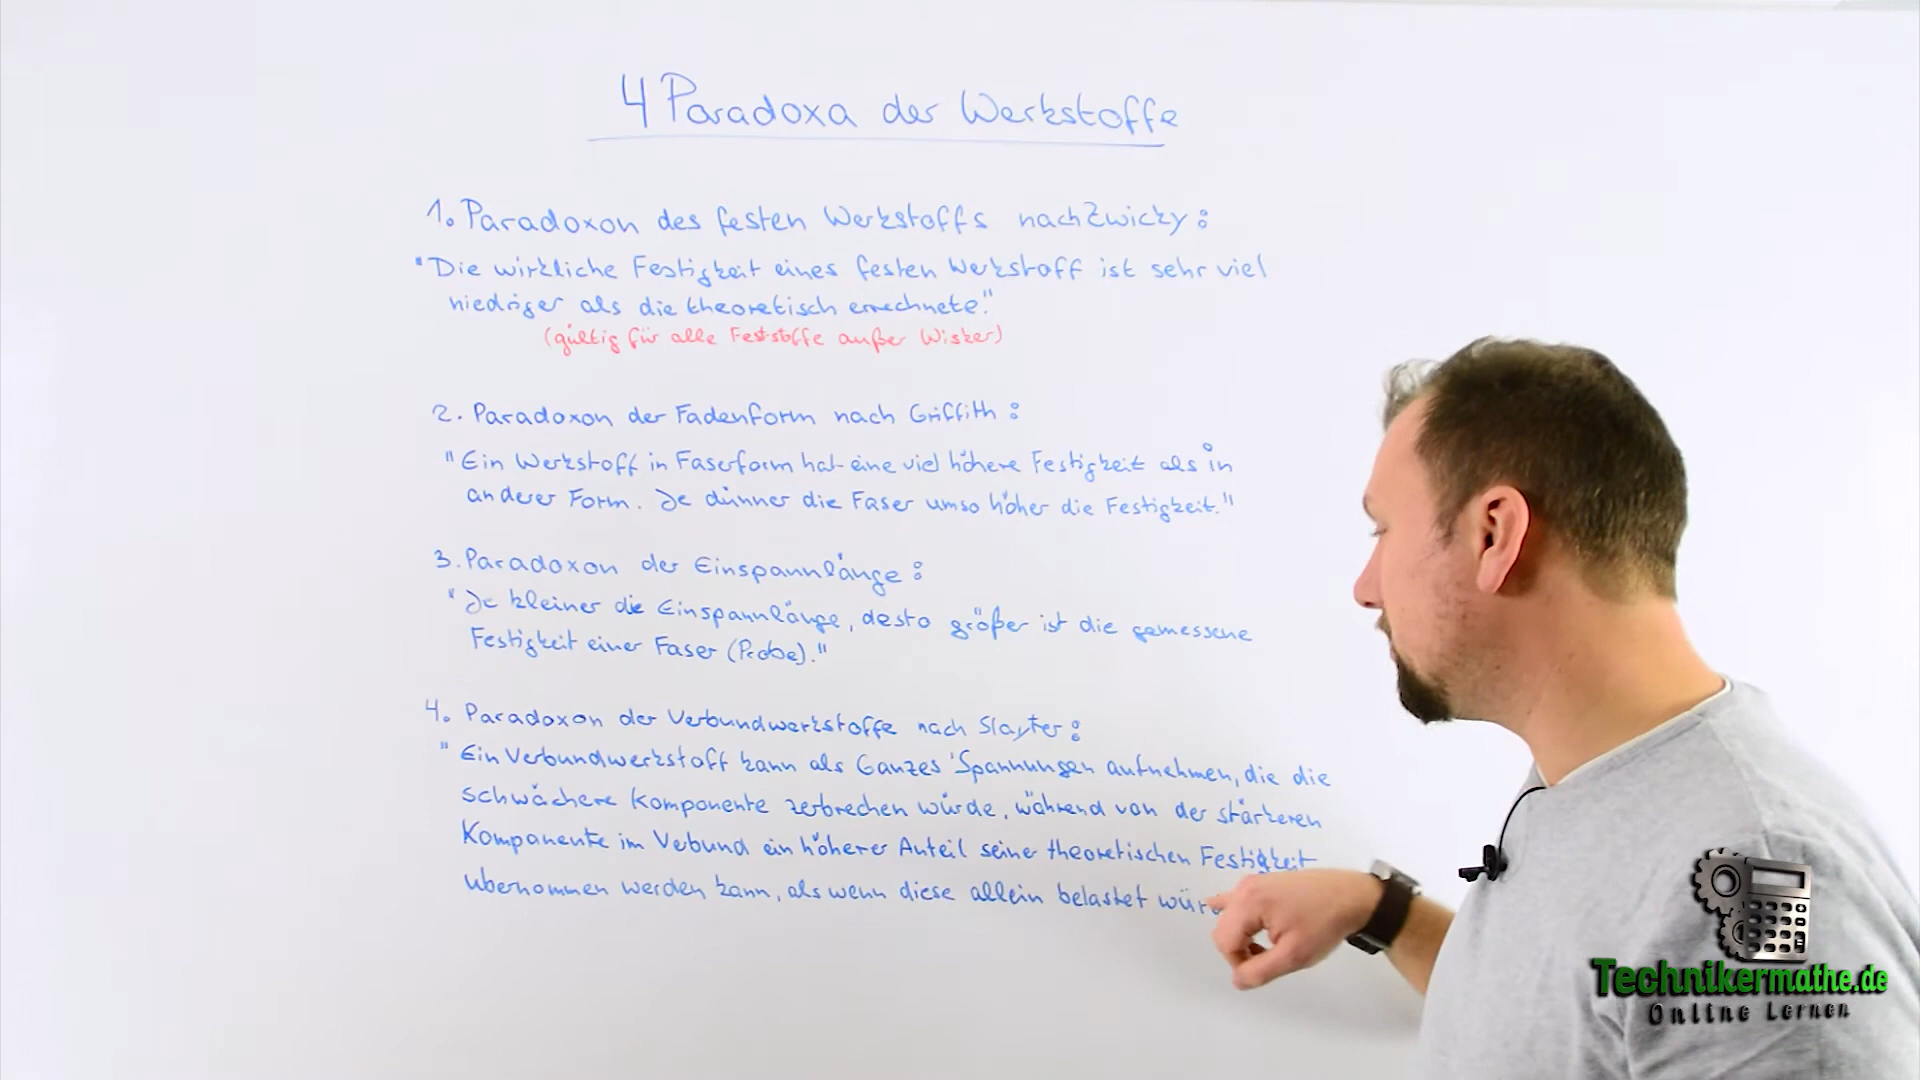 4 Paradoxa der Werkstoffe
1. Paradoxon des festen Werkstoffs nach Zwicky:
"Die wirkliche Festigkeit eines festen Werkstoff ist sehr viel
niedriger als die theoretisch errechnete."
(gültig für alle Feststoffe außer Wisker)
2. Paradoxon der Fadenform nach Griffith:
"Ein Werkstoff in Faserform hat eine viel höhere Festigkeit als in
anderer Form. Je dünner die Faser umso höher die Festigkeit."
3. Paradoxon der Einspannlänge:
"Je kleiner die Einspannlänge, desto größer ist die gemessene
Festigkeit einer Faser (Probe)."
4. Paradoxon der Verbundwerkstoffe nach Slayter:
"Ein Verbundwerkstoff kann als Ganzes Spannungen aufnehmen, die die
schwächere Komponente zerbrechen würde, während von der stärkeren
Komponente im Verbund ein höherer Anteil seiner theoretischen Festigkeit
übernommen werden kann, als wenn diese allein belastet
Technikermathe.de
Online Lernen